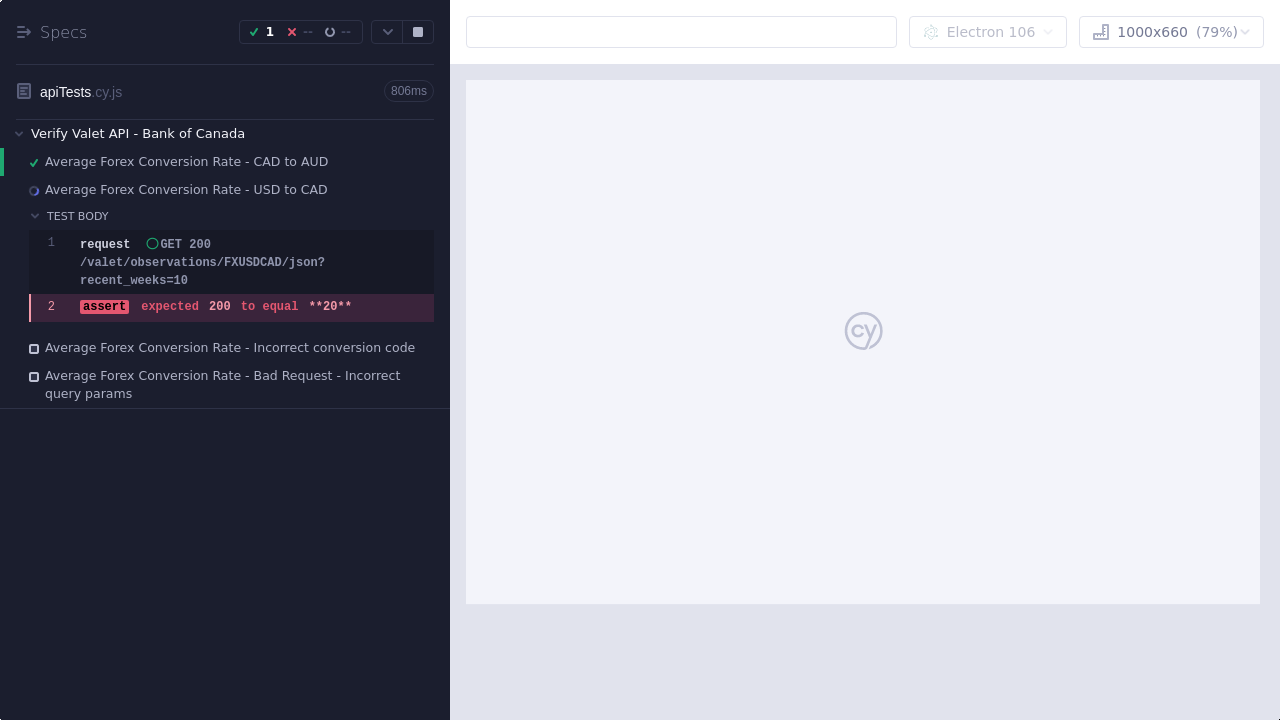 Specs
1
--
--
Electron 106
1000x660 (79%)
apiTests.cy.js
806ms
Verify Valet API - Bank of Canada
Average Forex Conversion Rate - CAD to AUD
Average Forex Conversion Rate - USD to CAD
TEST BODY
1 request GET 200
/valet/observations/FXUSDCAD/json?
recent_weeks=10
2 assert expected 200 to equal **20**
Average Forex Conversion Rate - Incorrect conversion code
Average Forex Conversion Rate - Bad Request - Incorrect
query params
cy